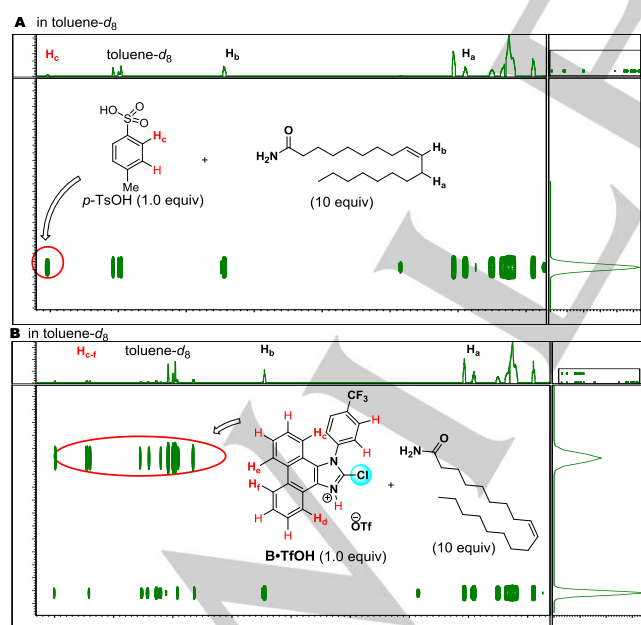 A in toluene-d8
Hc toluene-d8 Hb Ha
HO S O O
Hc
H
Me
p-TsOH (1.0 equiv)
+
O
H2N
Hb
Ha
(10 equiv)
B in toluene-d8
Hc-f toluene-d8 Hb Ha
CF3
H H Hc H
H He N Cl
Hf N ⊕ H
H H Hd
⊖ OTf
B•TfOH (1.0 equiv)
+
H2N O
(10 equiv)